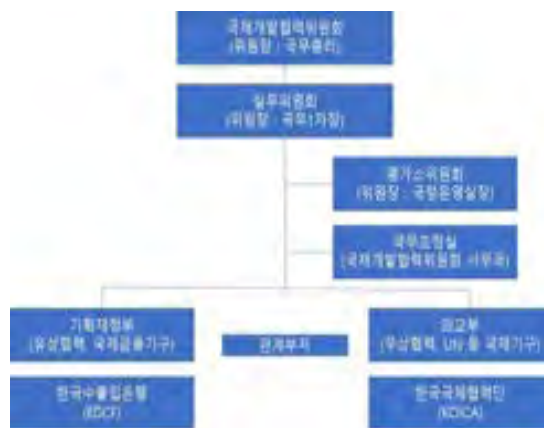 국제개발협력위원회
(위원장 : 국무총리)
실무위원회
(위원장 : 국무1차장)
평가소위원회
(위원장 : 국정운영실장)
국무조정실
(국제개발협력위원회 사무국)
기획재정부
(유상협력, 국제금융기구)
관계부처
외교부
(무상협력, UN 등 국제기구)
한국수출입은행
(EDCF)
한국국제협력단
(KOICA)